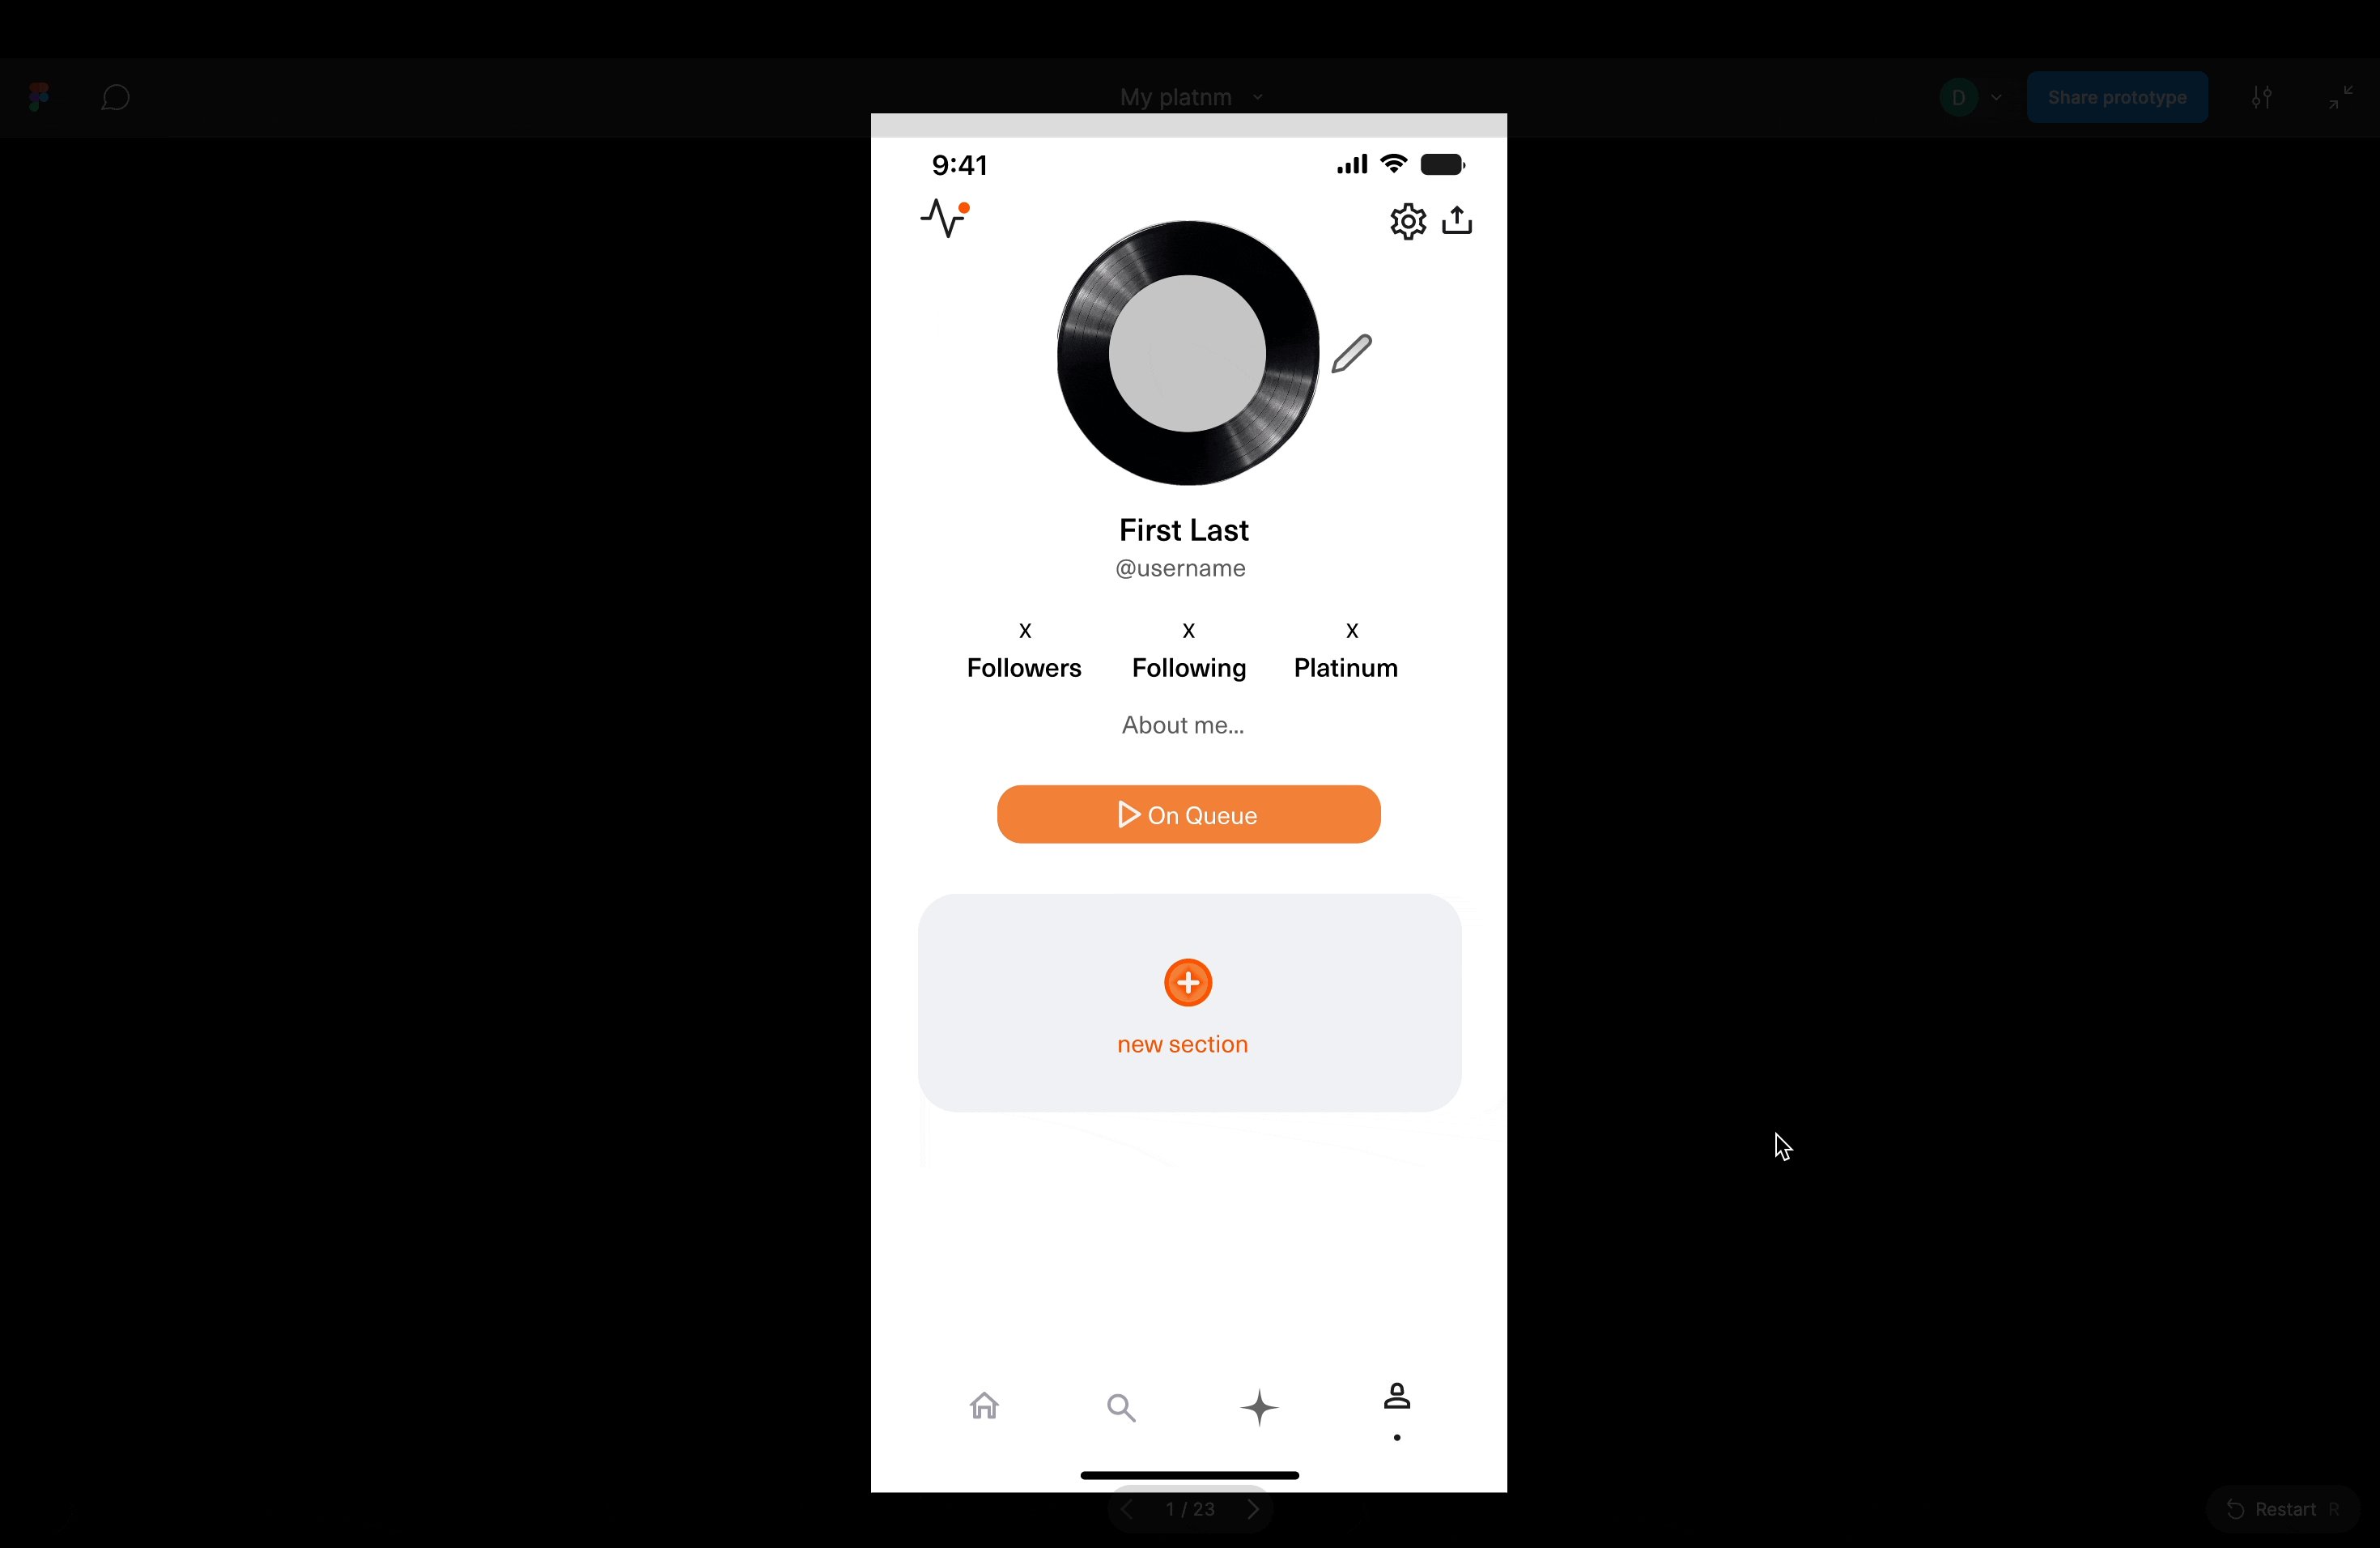 My platnm
D
Share prototype
9:41
First Last
@username
x x x
Followers Following Platinum
About me...
On Queue
new section
1 / 23
Restart R